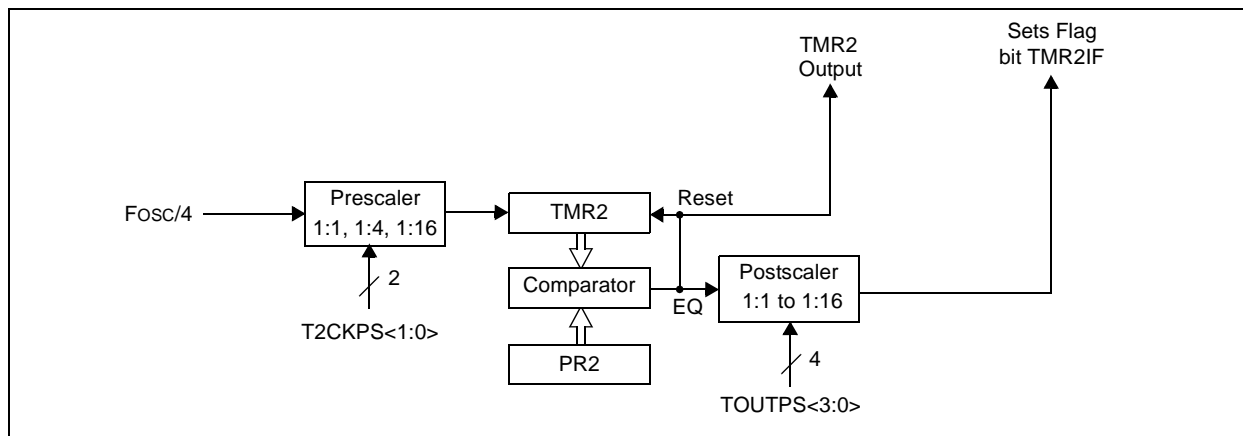 TMR2
Output
Sets Flag
bit TMR2IF
FOSC/4
Prescaler
1:1, 1:4, 1:16
2
T2CKPS<1:0>
TMR2
Reset
Comparator
EQ
PR2
Postscaler
1:1 to 1:16
4
TOUTPS<3:0>